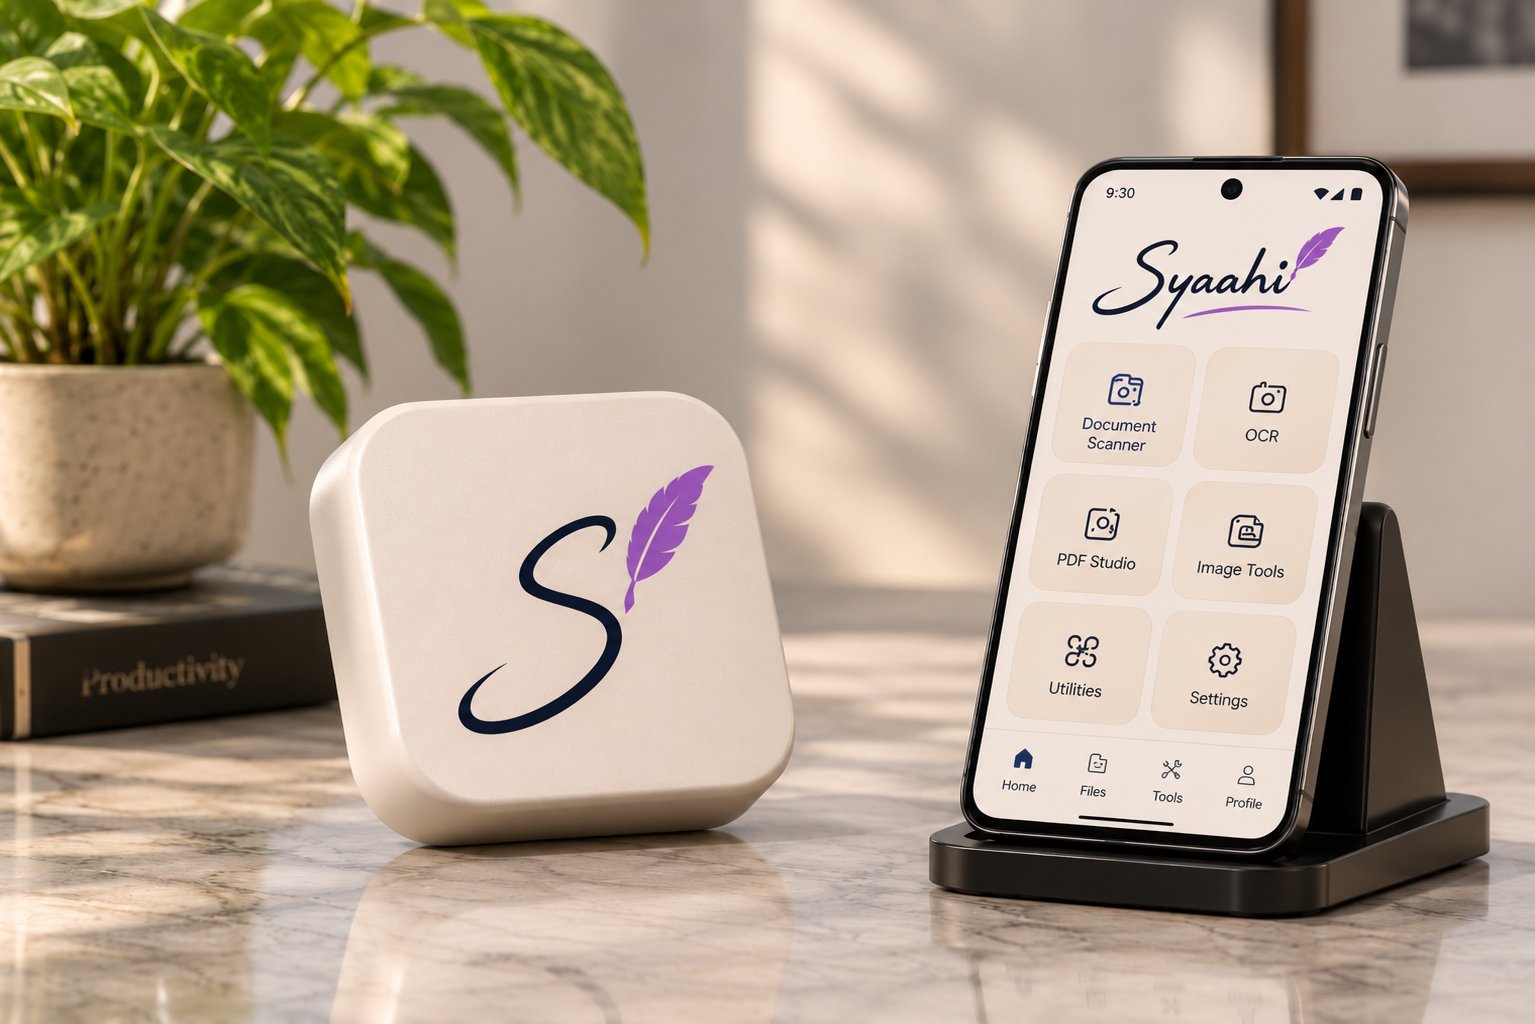 Productivity
S
9:30
Syaahi
Document
Scanner
OCR
PDF Studio
Image Tools
Utilities
Settings
Home
Files
Tools
Profile